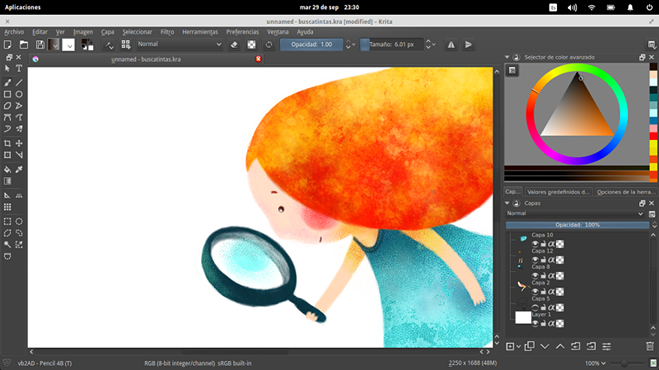 Aplicaciones
mar 29 de sep 23:30
Es
unnamed - buscatintas.kra [modified] - Krita
Archivo Editar Ver Imagen Capa Seleccionar Filtro Herramientas Preferencias Ventana Ayuda
Normal
Opacidad: 1.00
Tamaño: 6.01 px
unnamed - buscatintas.kra
Selector de color avanzado
Cap... Valores predefinidos d... Opciones de la herra...
Capas
Normal
Opacidad: 100%
Capa 10
Capa 12
Capa 8
Capa 2
Capa 5
Layer 1
vb2AD - Pencil 4B (T)
RGB (8-bit integer/channel) sRGB built-in
2250 x 1688 (48M)
100%